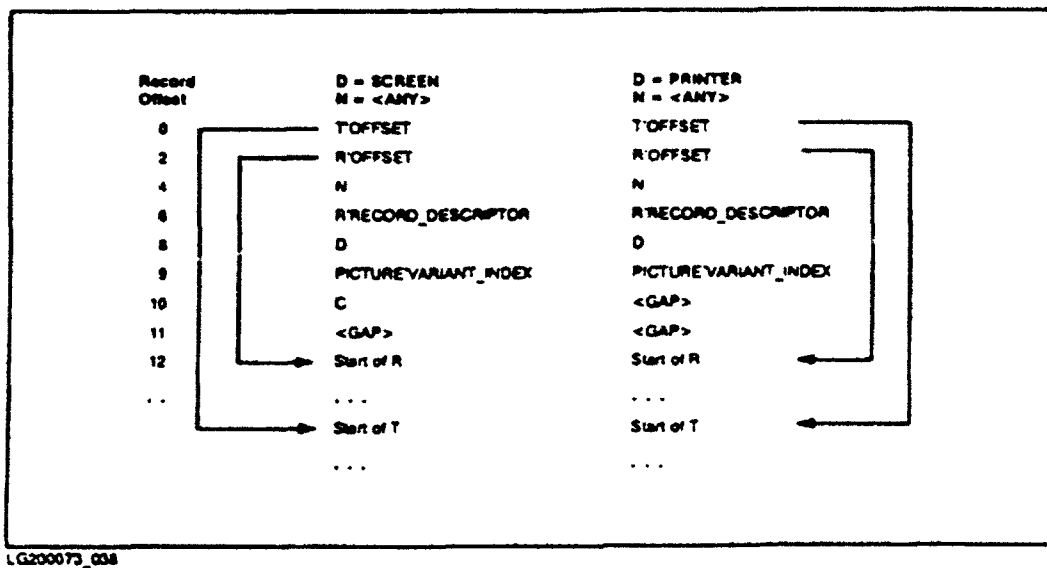 Record Offset    D = SCREEN N = <ANY>    D = PRINTER N = <ANY>
0    T'OFFSET    T'OFFSET
2    R'OFFSET    R'OFFSET
4    N    N
6    R'RECORD_DESCRIPTOR    R'RECORD_DESCRIPTOR
8    D    D
9    PICTURE'VARIANT_INDEX    PICTURE'VARIANT_INDEX
10    C    <GAP>
11    <GAP>    <GAP>
12    Start of R    Start of R
. .    . . .    . . .
Start of T    Start of T
. . .    . . .
LG200073_038